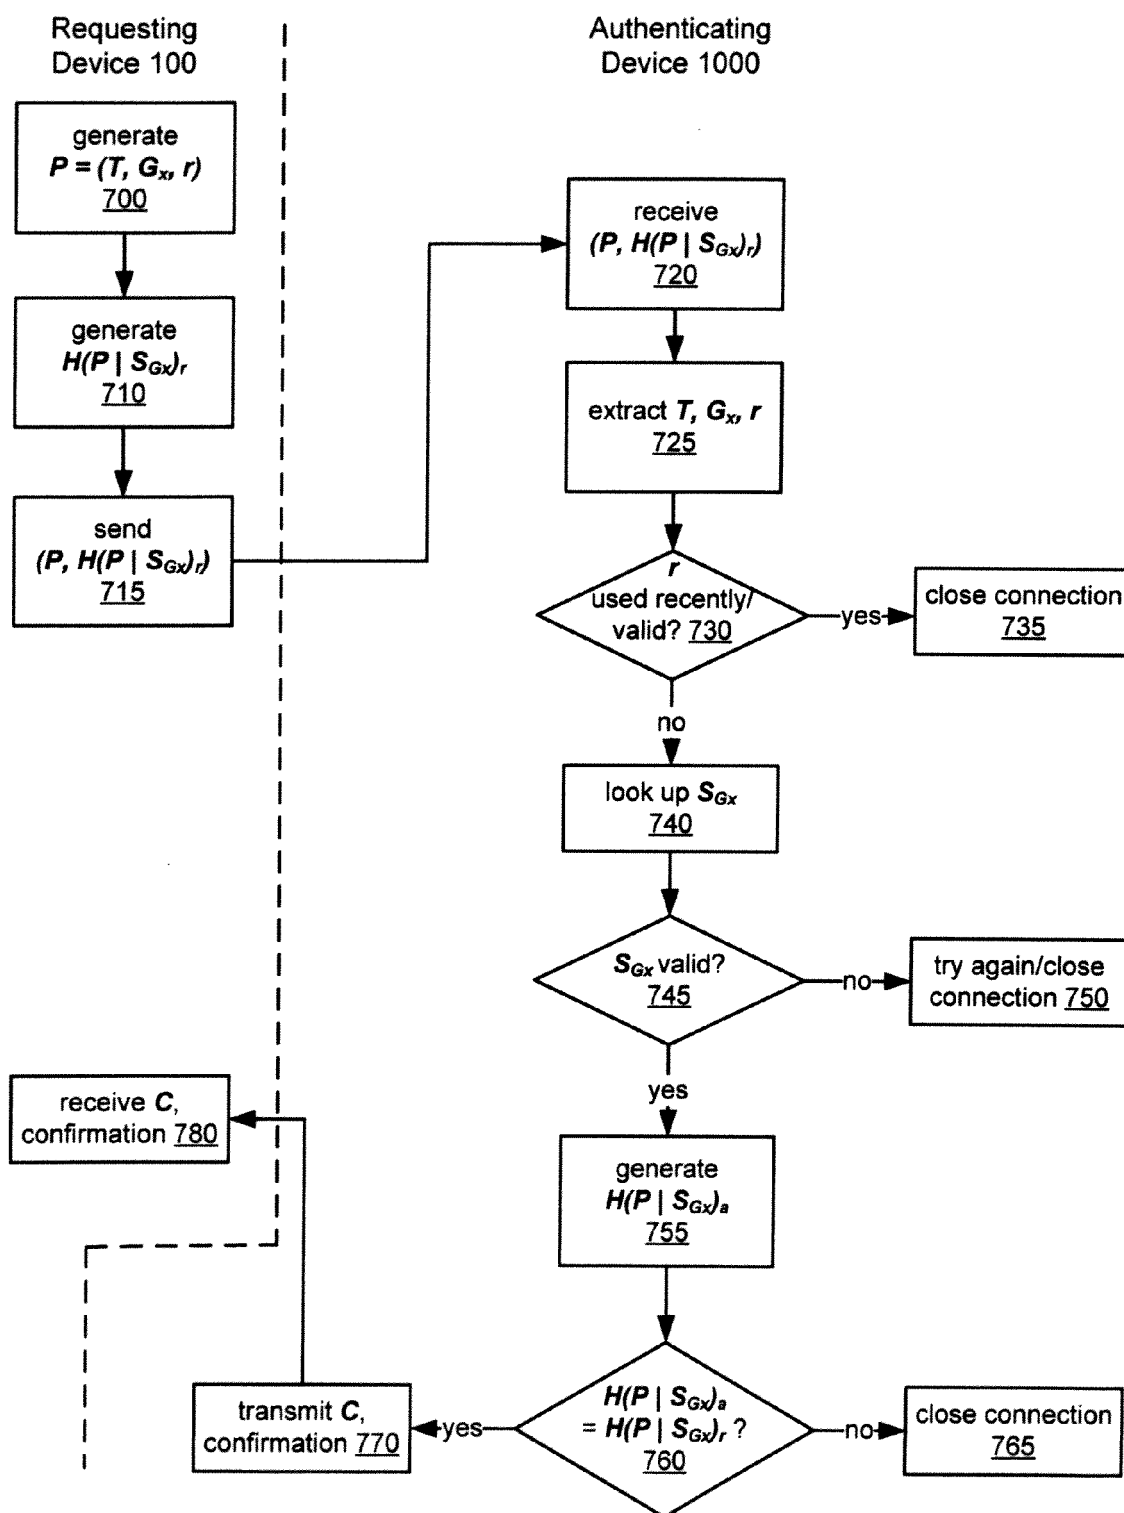 Requesting
Device 100
Authenticating
Device 1000
generate
P = (T, Gx, r)
700
generate
H(P | SGx)r
710
send
(P, H(P | SGx)r)
715
receive
(P, H(P | SGx)r)
720
extract T, Gx, r
725
r
used recently/
valid? 730
yes
close connection
735
no
look up SGx
740
SGx valid?
745
no
try again/close
connection 750
yes
generate
H(P | SGx)a
755
H(P | SGx)a
= H(P | SGx)r ?
760
no
close connection
765
yes
transmit C,
confirmation 770
receive C,
confirmation 780